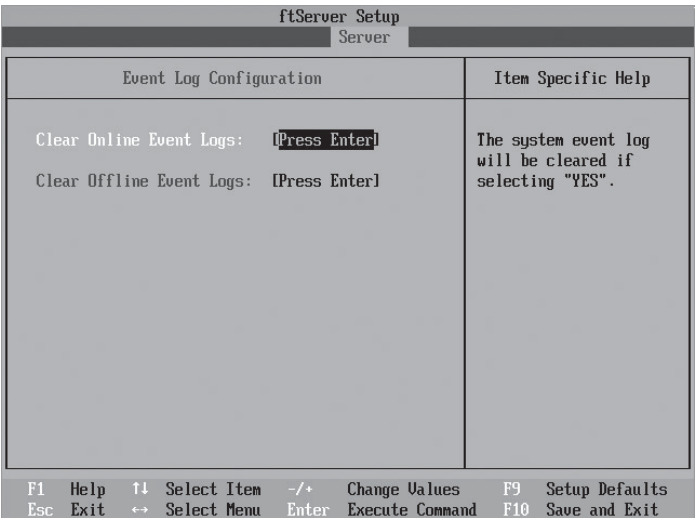 ftServer Setup
Server
Event Log Configuration
Item Specific Help
Clear Online Event Logs: [Press Enter]
Clear Offline Event Logs: [Press Enter]
The system event log
will be cleared if
selecting "YES".
F1 Help ↑↓ Select Item -/+ Change Values F9 Setup Defaults
Esc Exit ↔ Select Menu Enter Execute Command F10 Save and Exit